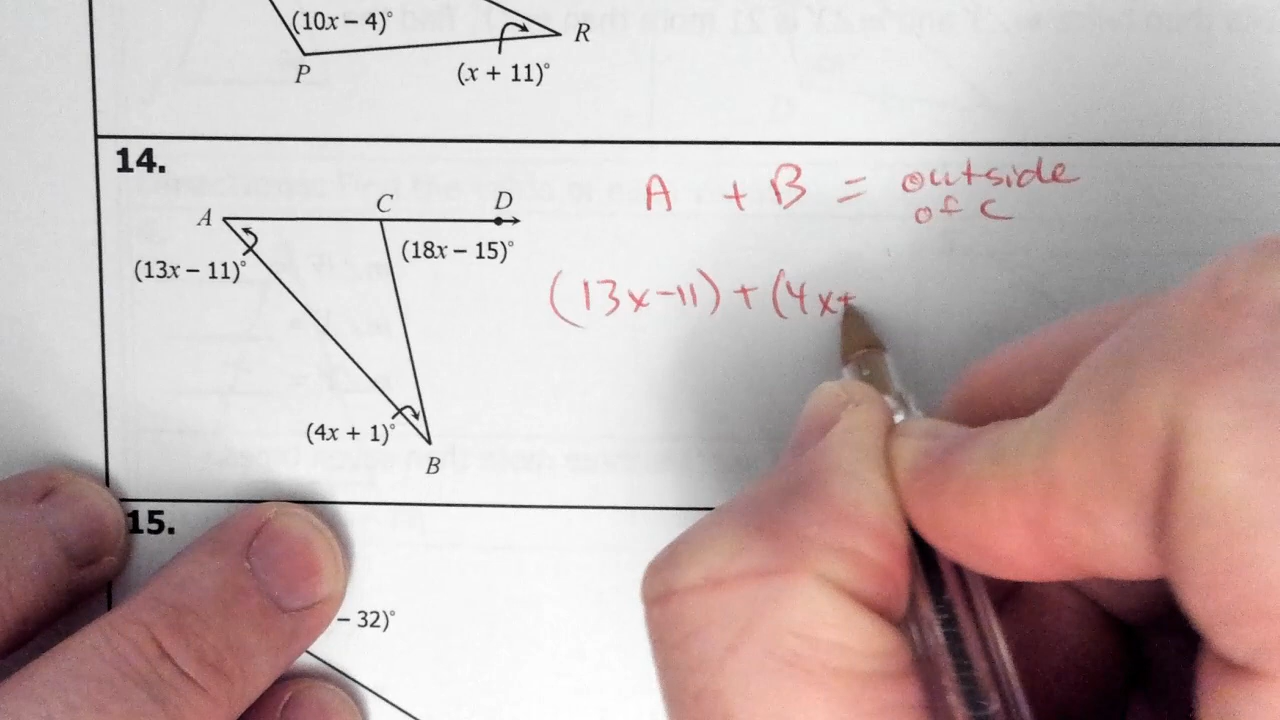 (10x – 4)°
R
P
(x + 11)°
14.
A + B = outside
of C
A
C
D
(13x – 11)°
(18x – 15)°
(13x-11) + (4x+
(4x + 1)°
B
15.
– 32)°